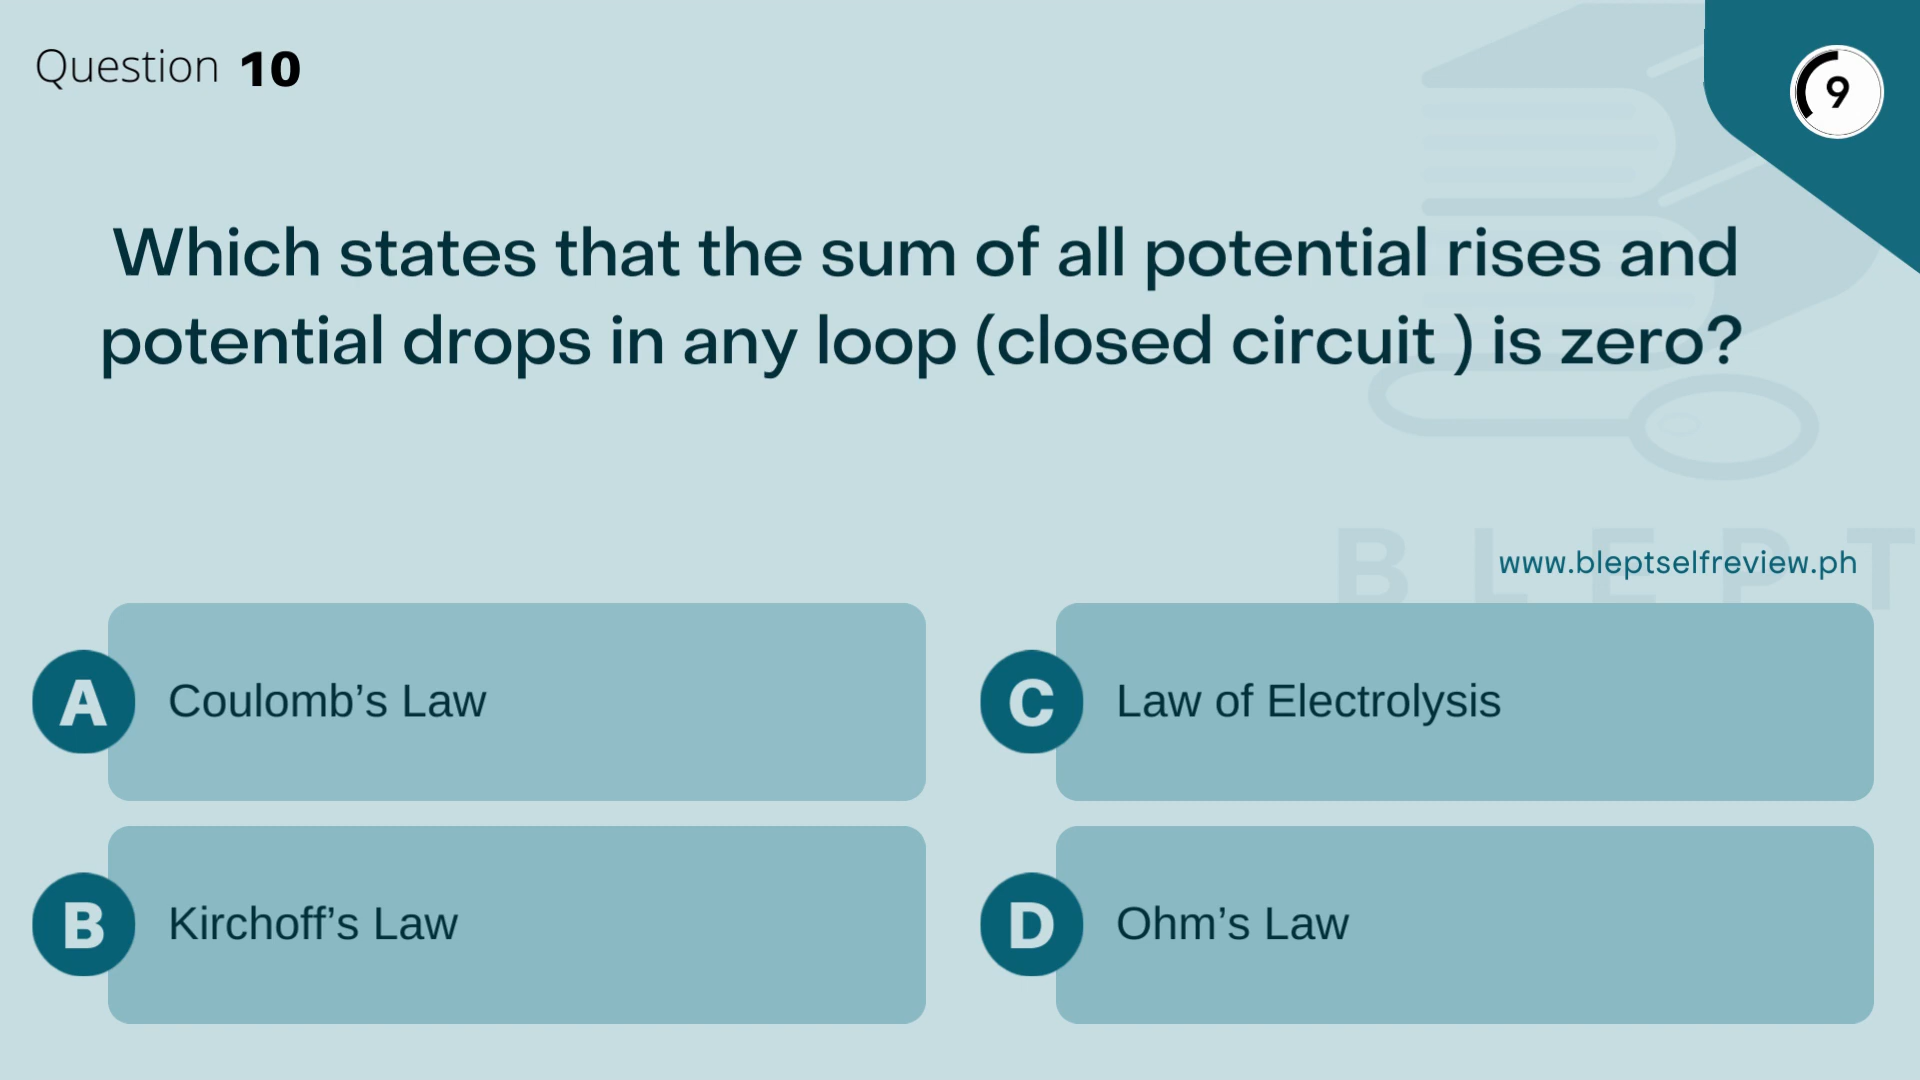 Question 10
9
Which states that the sum of all potential rises and
potential drops in any loop (closed circuit ) is zero?
BLEPT
www.bleptselfreview.ph
A Coulomb’s Law
B Kirchoff’s Law
C Law of Electrolysis
D Ohm’s Law